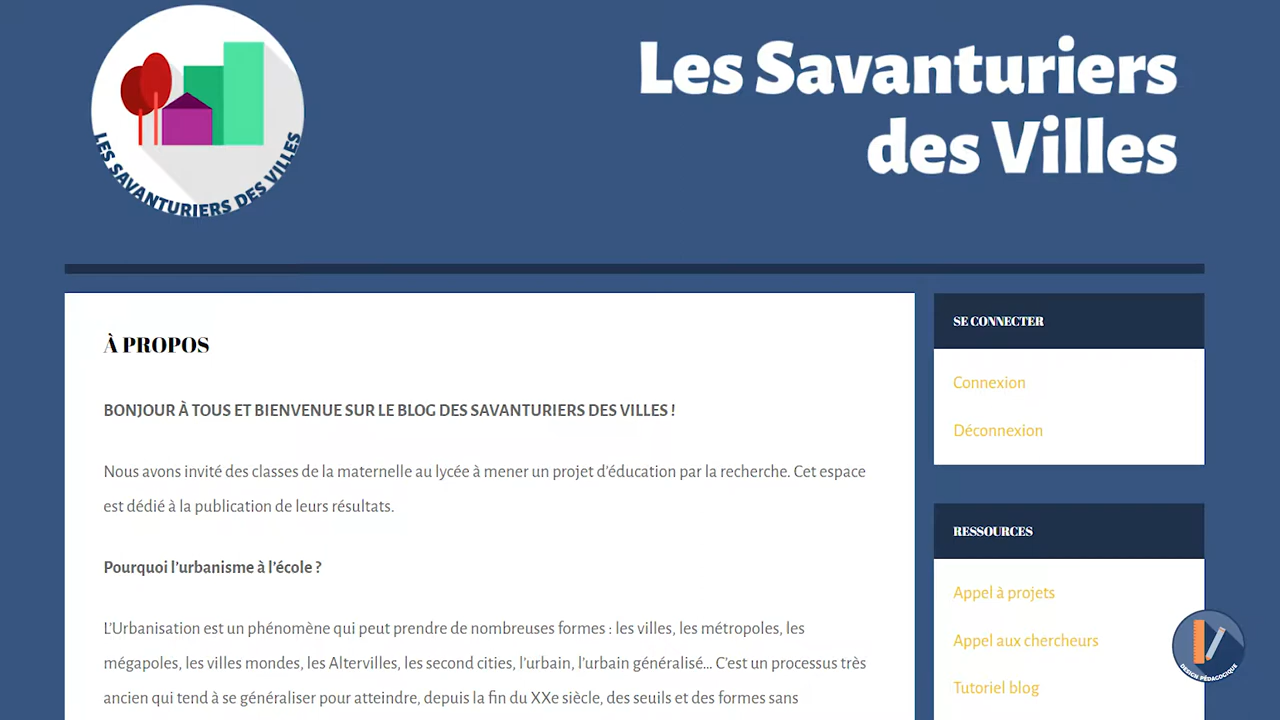 LES SAVANTURIERS DES VILLES
Les Savanturiers
des Villes
À PROPOS
BONJOUR À TOUS ET BIENVENUE SUR LE BLOG DES SAVANTURIERS DES VILLES !
Nous avons invité des classes de la maternelle au lycée à mener un projet d’éducation par la recherche. Cet espace
est dédié à la publication de leurs résultats.
Pourquoi l’urbanisme à l’école ?
L’Urbanisation est un phénomène qui peut prendre de nombreuses formes : les villes, les métropoles, les
mégapoles, les villes mondes, les Altervilles, les second cities, l’urbain, l’urbain généralisé… C’est un processus très
ancien qui tend à se généraliser pour atteindre, depuis la fin du XXe siècle, des seuils et des formes sans
SE CONNECTER
Connexion
Déconnexion
RESSOURCES
Appel à projets
Appel aux chercheurs
Tutoriel blog
DESIGN PÉDAGOGIQUE